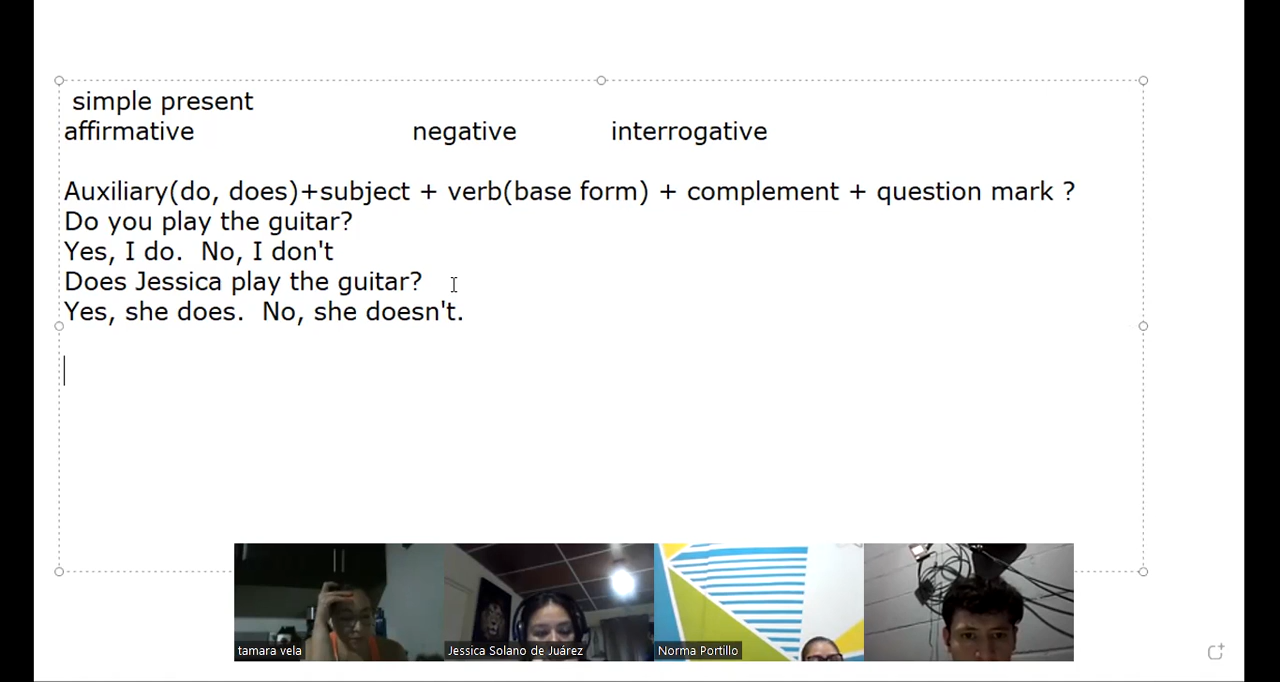 simple present
affirmative negative interrogative
Auxiliary(do, does)+subject + verb(base form) + complement + question mark ?
Do you play the guitar?
Yes, I do. No, I don't
Does Jessica play the guitar?
Yes, she does. No, she doesn't.
tamara vela
Jessica Solano de Juárez
Norma Portillo